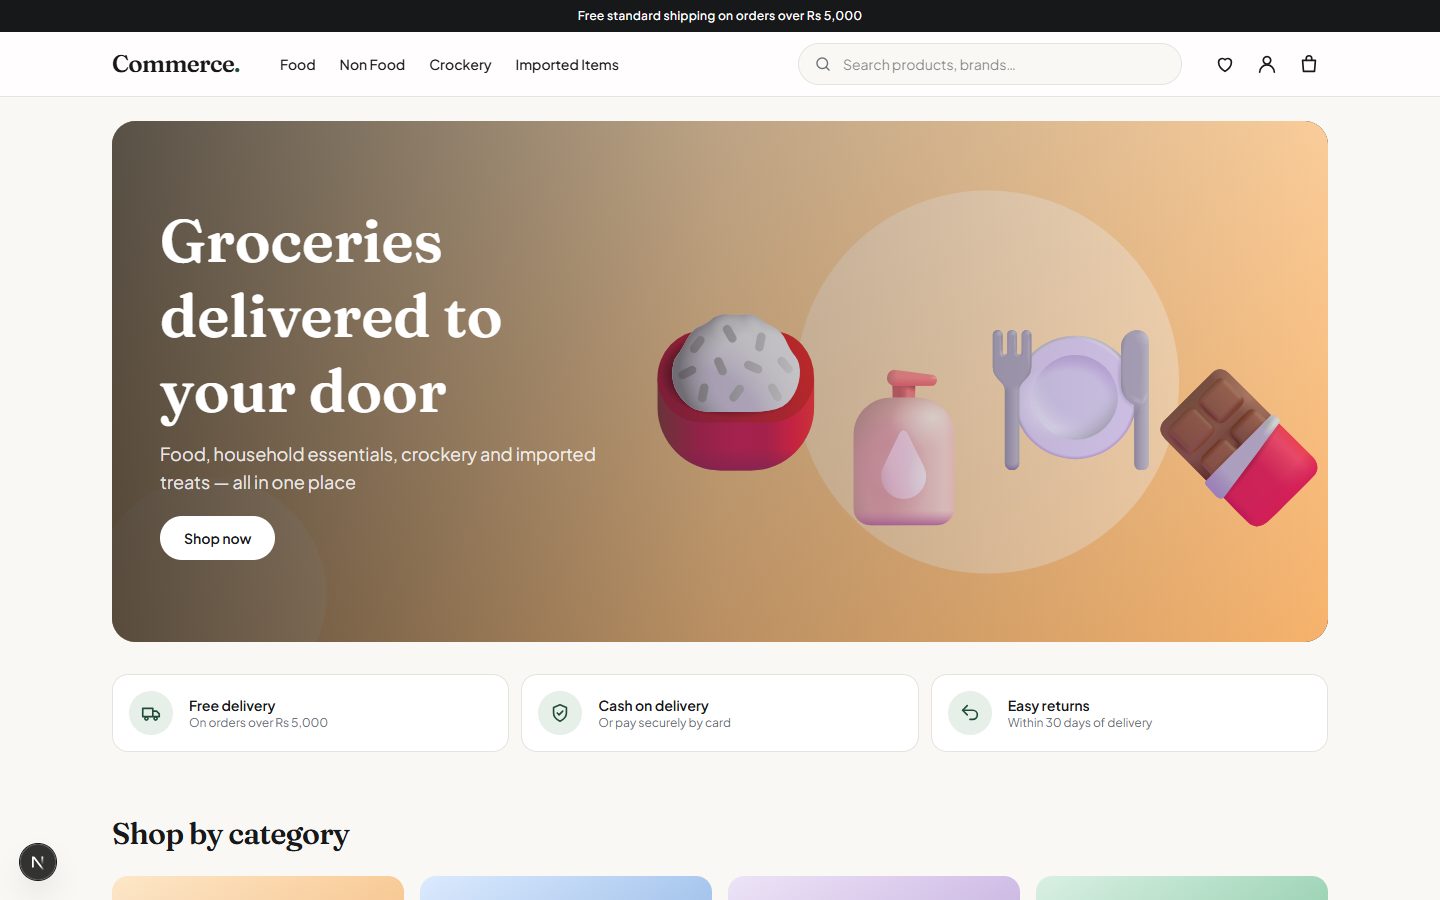 Free standard shipping on orders over Rs 5,000
Commerce.
Food
Non Food
Crockery
Imported Items
Search products, brands…
Groceries
delivered to
your door
Food, household essentials, crockery and imported
treats — all in one place
Shop now
Free delivery
On orders over Rs 5,000
Cash on delivery
Or pay securely by card
Easy returns
Within 30 days of delivery
Shop by category
N